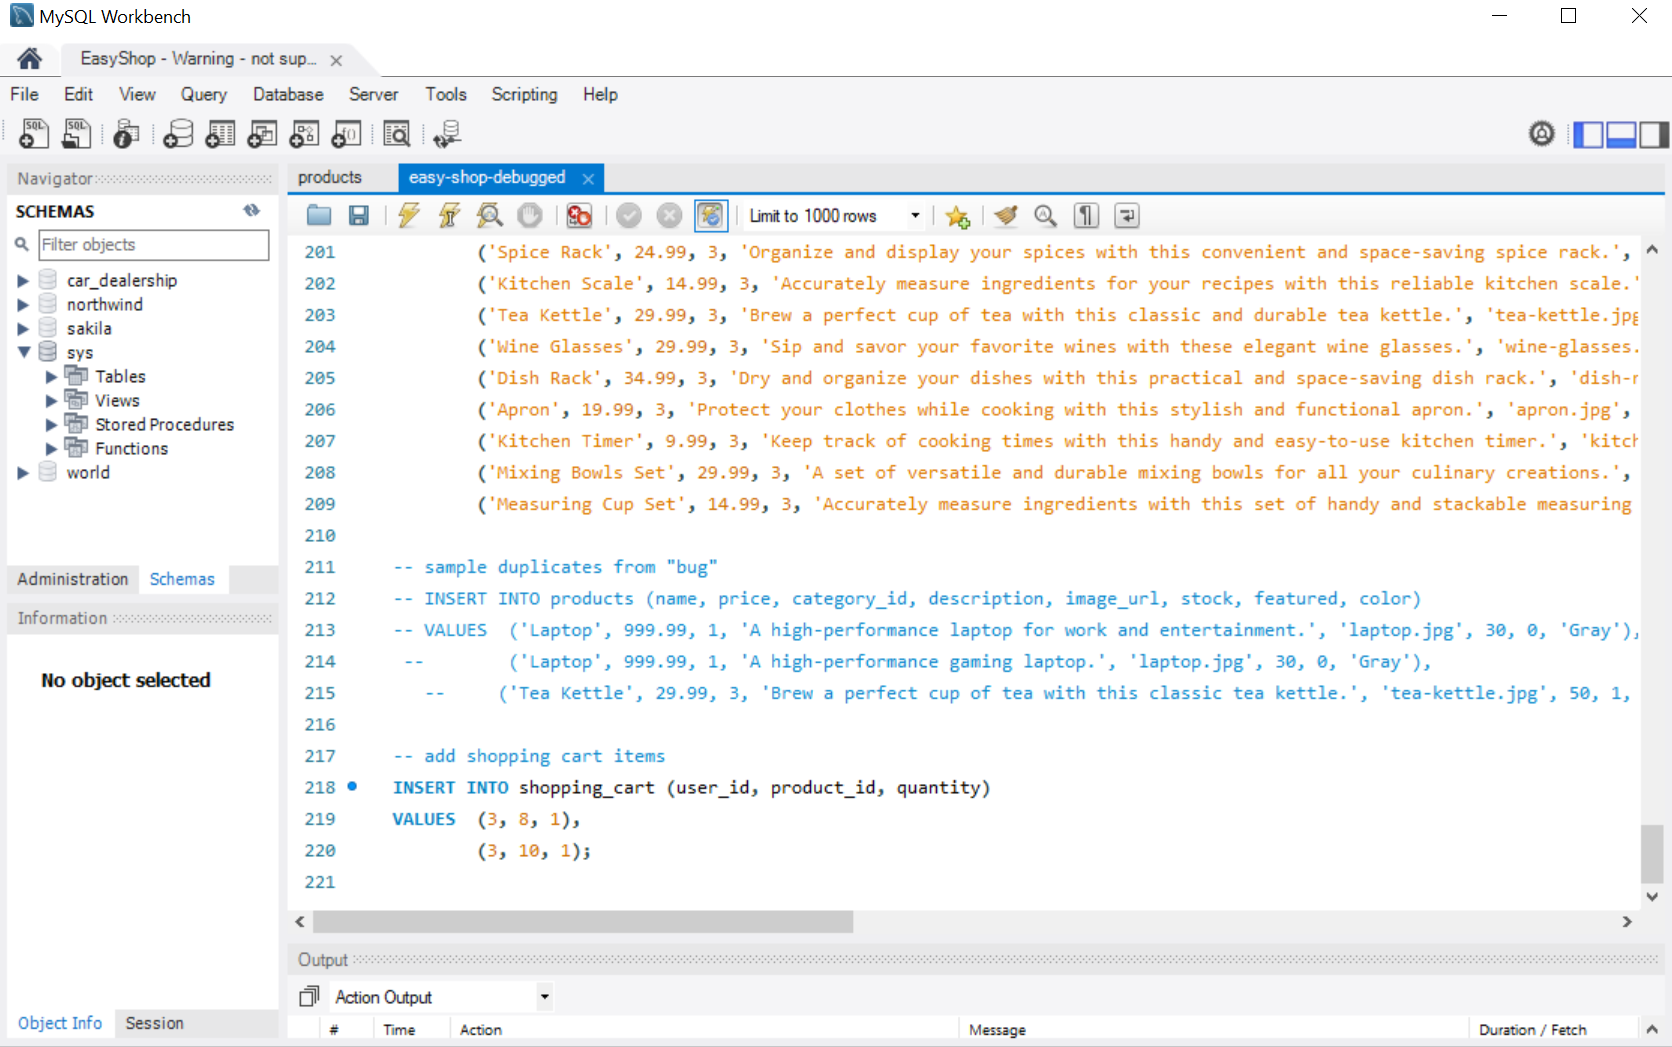 MySQL Workbench
EasyShop - Warning - not sup...
File Edit View Query Database Server Tools Scripting Help
Navigator
SCHEMAS
Filter objects
car_dealership
northwind
sakila
sys
Tables
Views
Stored Procedures
Functions
world
Administration Schemas
Information
No object selected
Object Info Session
products easy-shop-debugged
Limit to 1000 rows
201 ('Spice Rack', 24.99, 3, 'Organize and display your spices with this convenient and space-saving spice rack.',
202 ('Kitchen Scale', 14.99, 3, 'Accurately measure ingredients for your recipes with this reliable kitchen scale.'
203 ('Tea Kettle', 29.99, 3, 'Brew a perfect cup of tea with this classic and durable tea kettle.', 'tea-kettle.jpg
204 ('Wine Glasses', 29.99, 3, 'Sip and savor your favorite wines with these elegant wine glasses.', 'wine-glasses.
205 ('Dish Rack', 34.99, 3, 'Dry and organize your dishes with this practical and space-saving dish rack.', 'dish-r
206 ('Apron', 19.99, 3, 'Protect your clothes while cooking with this stylish and functional apron.', 'apron.jpg',
207 ('Kitchen Timer', 9.99, 3, 'Keep track of cooking times with this handy and easy-to-use kitchen timer.', 'kitch
208 ('Mixing Bowls Set', 29.99, 3, 'A set of versatile and durable mixing bowls for all your culinary creations.',
209 ('Measuring Cup Set', 14.99, 3, 'Accurately measure ingredients with this set of handy and stackable measuring
210
211 -- sample duplicates from "bug"
212 -- INSERT INTO products (name, price, category_id, description, image_url, stock, featured, color)
213 -- VALUES ('Laptop', 999.99, 1, 'A high-performance laptop for work and entertainment.', 'laptop.jpg', 30, 0, 'Gray'),
214 -- ('Laptop', 999.99, 1, 'A high-performance gaming laptop.', 'laptop.jpg', 30, 0, 'Gray'),
215 -- ('Tea Kettle', 29.99, 3, 'Brew a perfect cup of tea with this classic tea kettle.', 'tea-kettle.jpg', 50, 1,
216
217 -- add shopping cart items
218 INSERT INTO shopping_cart (user_id, product_id, quantity)
219 VALUES (3, 8, 1),
220 (3, 10, 1);
221
Output
Action Output
# Time Action Message Duration / Fetch